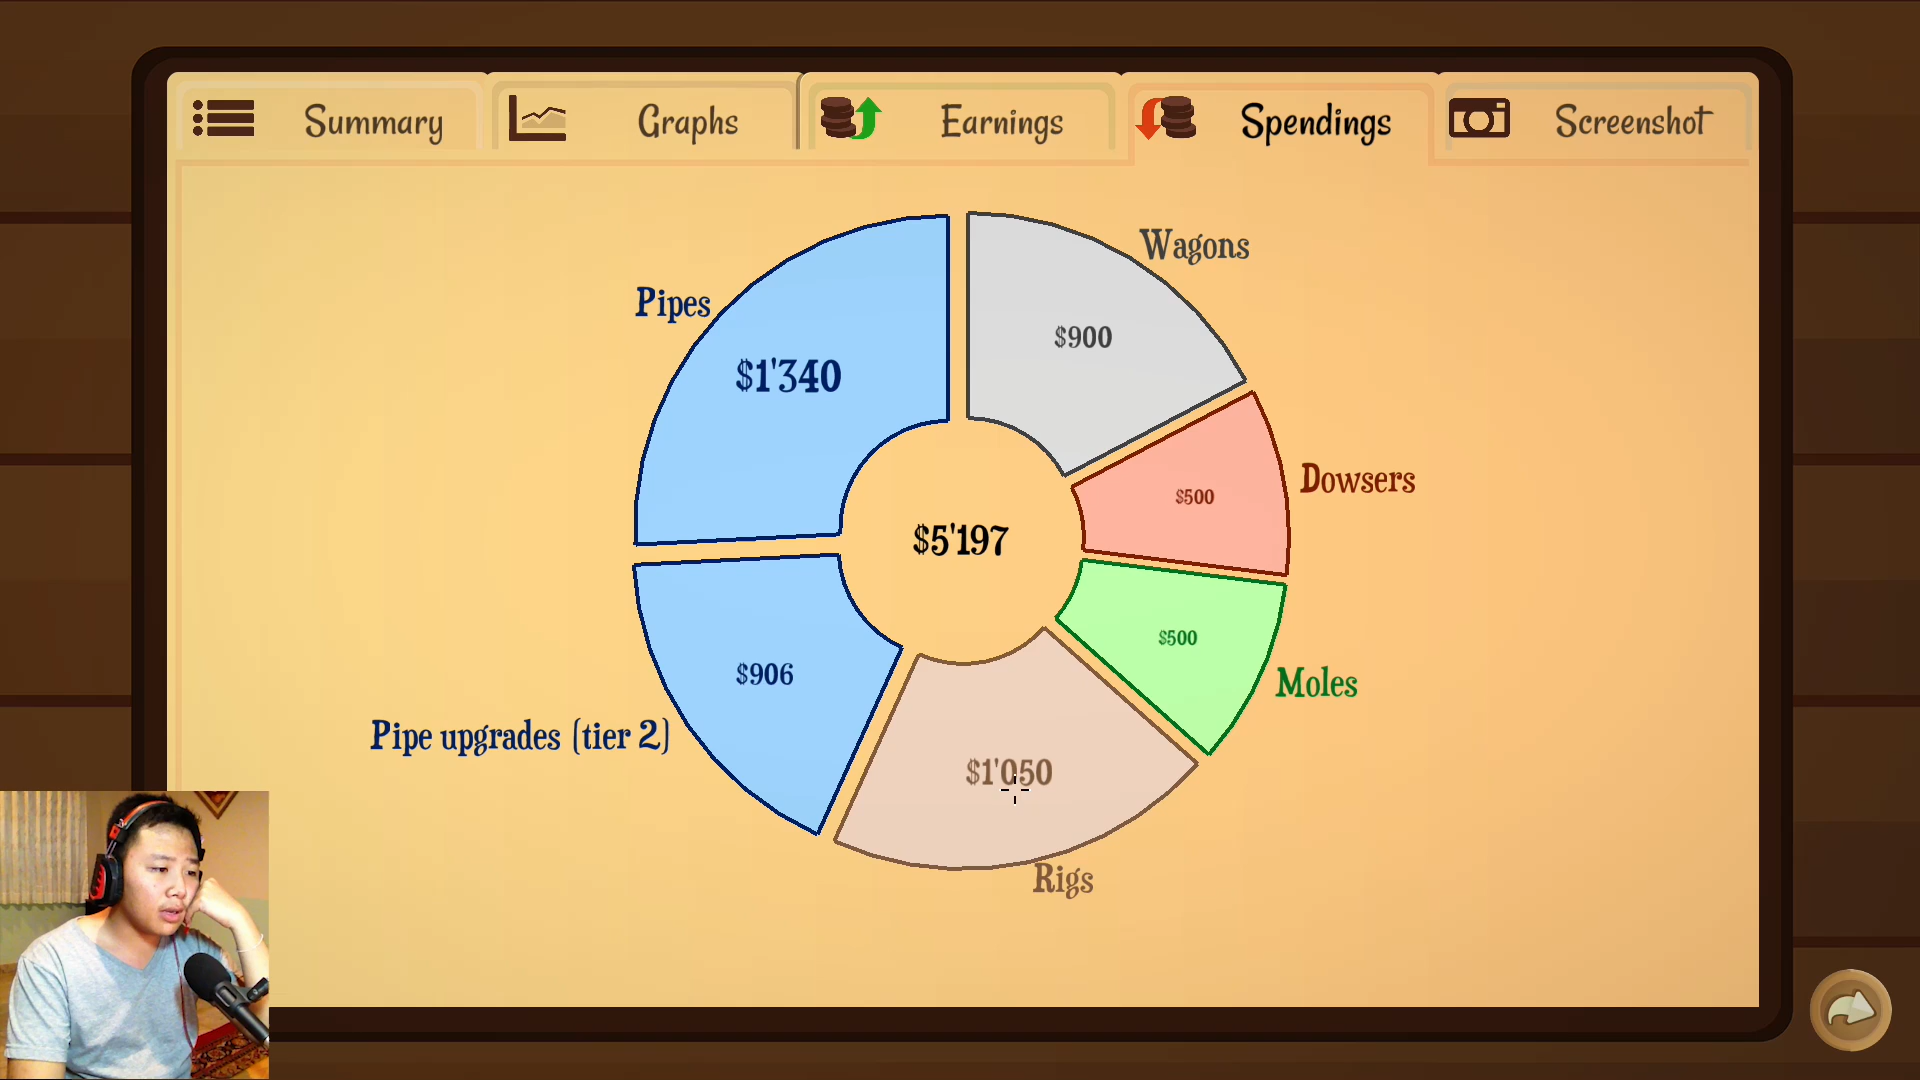 Summary
Graphs
Earnings
Spendings
Screenshot
Wagons
$900
Pipes
$1'340
Dowsers
$500
$5'197
$500
Moles
$906
Pipe upgrades (tier 2)
$1'050
Rigs